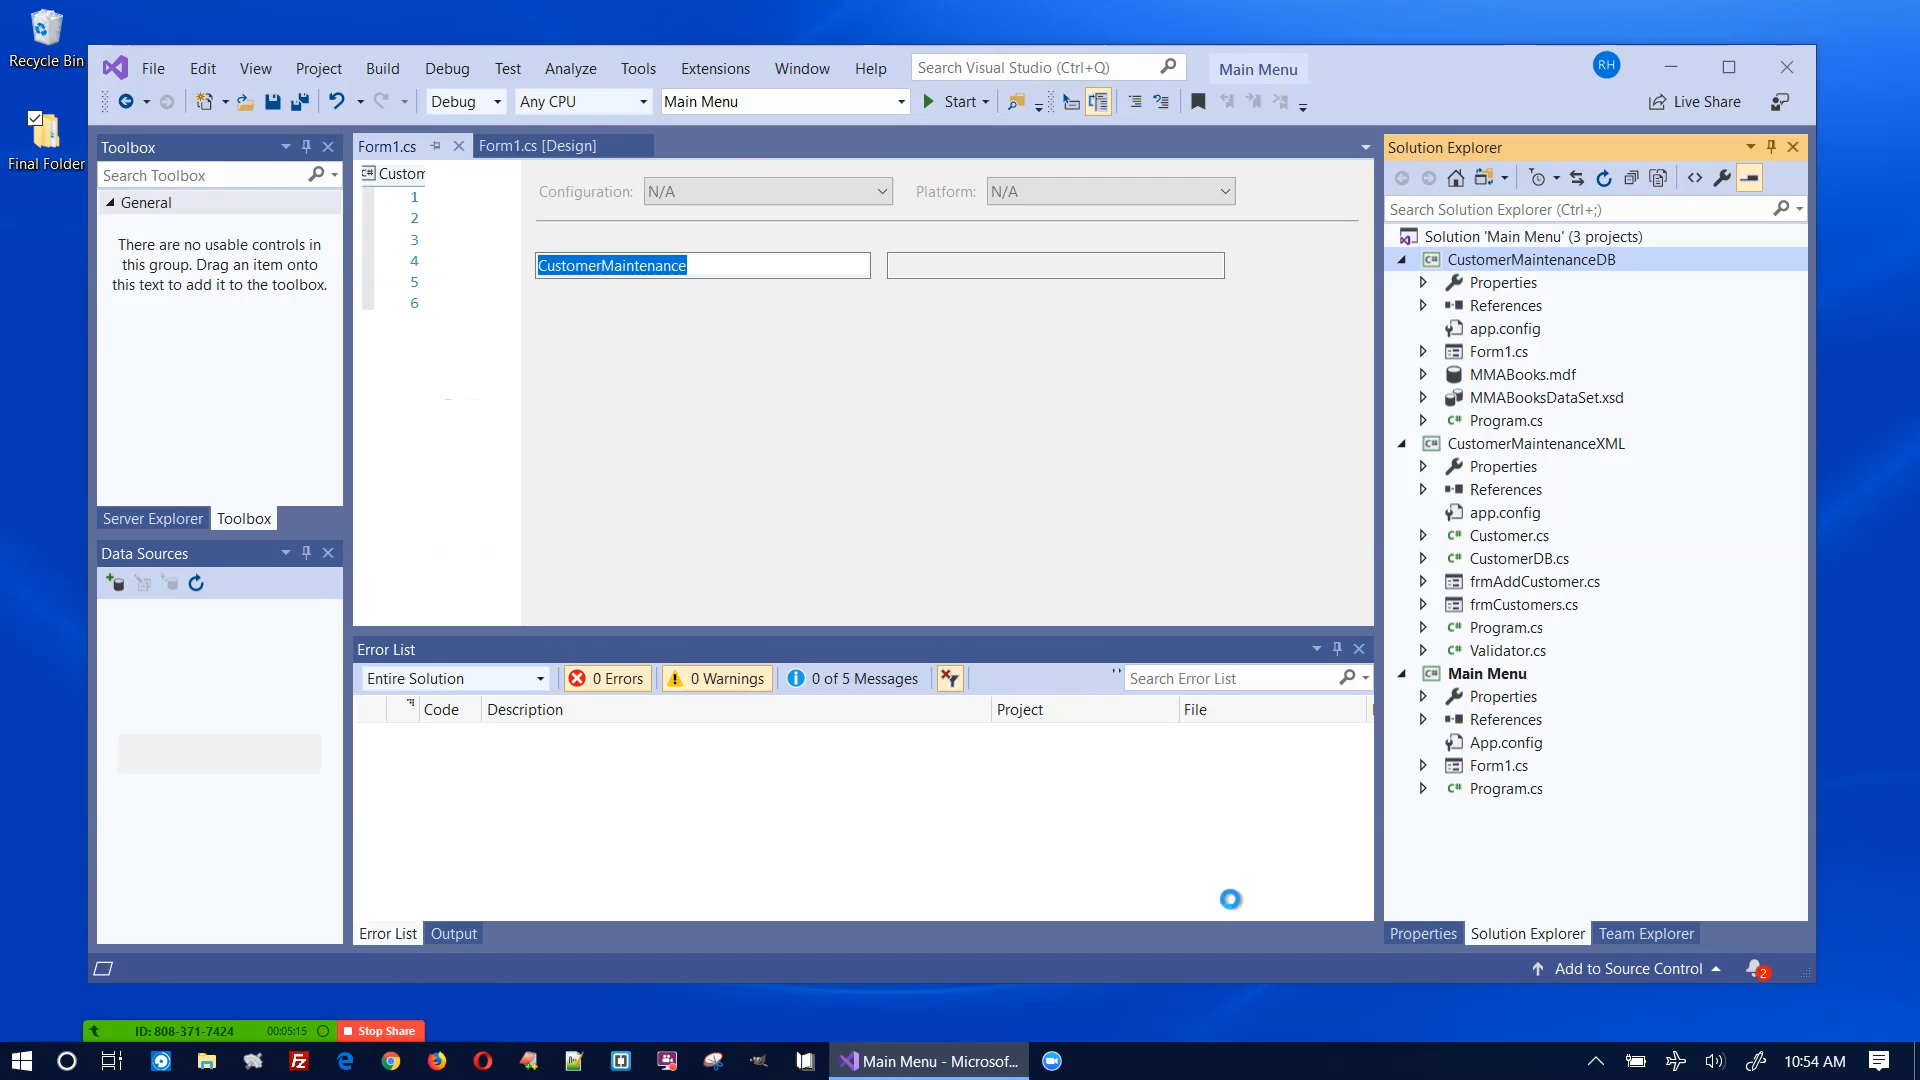 Recycle Bin
Final Folder
File Edit View Project Build Debug Test Analyze Tools Extensions Window Help
Search Visual Studio (Ctrl+Q)
Main Menu
RH
Debug
Any CPU
Main Menu
Start
Live Share
Toolbox
Search Toolbox
General
There are no usable controls in
this group. Drag an item onto
this text to add it to the toolbox.
Server Explorer
Toolbox
Data Sources
Form1.cs
Form1.cs [Design]
C# Custom
1
2
3
4
5
6
Configuration: N/A
Platform: N/A
CustomerMaintenance
Error List
Entire Solution
0 Errors
0 Warnings
0 of 5 Messages
Search Error List
Code
Description
Project
File
Error List
Output
Solution Explorer
Search Solution Explorer (Ctrl+;)
Solution 'Main Menu' (3 projects)
C# CustomerMaintenanceDB
Properties
References
app.config
Form1.cs
MMABooks.mdf
MMABooksDataSet.xsd
C# Program.cs
C# CustomerMaintenanceXML
Properties
References
app.config
C# Customer.cs
C# CustomerDB.cs
frmAddCustomer.cs
frmCustomers.cs
C# Program.cs
C# Validator.cs
C# Main Menu
Properties
References
App.config
Form1.cs
C# Program.cs
Properties
Solution Explorer
Team Explorer
Add to Source Control
2
ID: 808-371-7424
00:05:15
Stop Share
Main Menu - Microsof...
10:54 AM